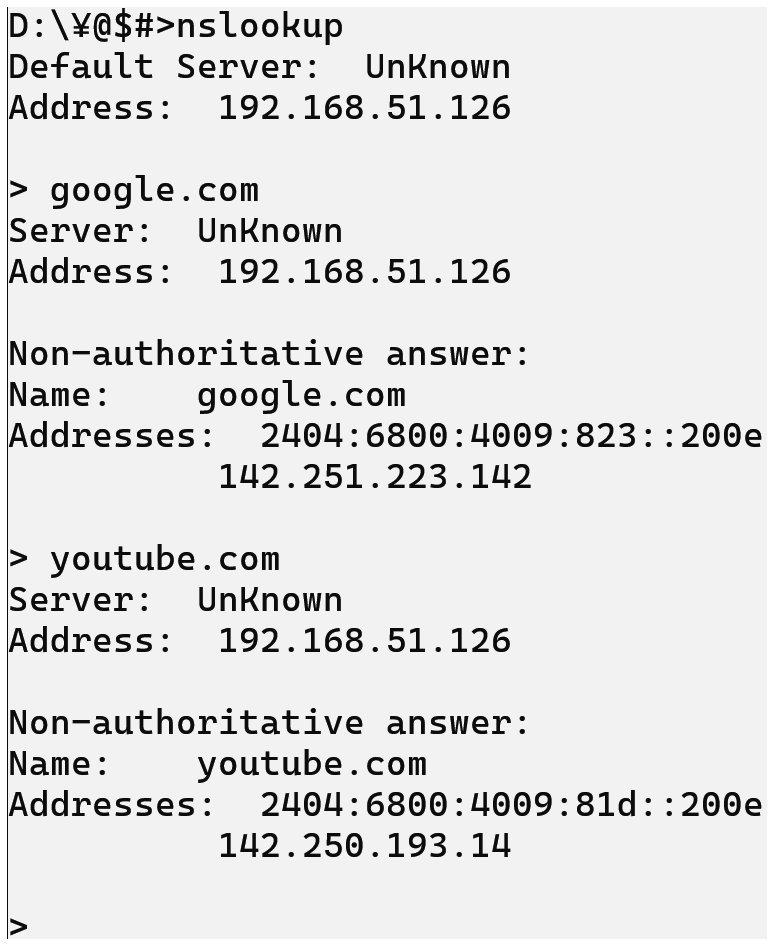 D:\¥@$#>nslookup
Default Server:  UnKnown
Address:  192.168.51.126

> google.com
Server:  UnKnown
Address:  192.168.51.126

Non-authoritative answer:
Name:    google.com
Addresses:  2404:6800:4009:823::200e
          142.251.223.142

> youtube.com
Server:  UnKnown
Address:  192.168.51.126

Non-authoritative answer:
Name:    youtube.com
Addresses:  2404:6800:4009:81d::200e
          142.250.193.14

>